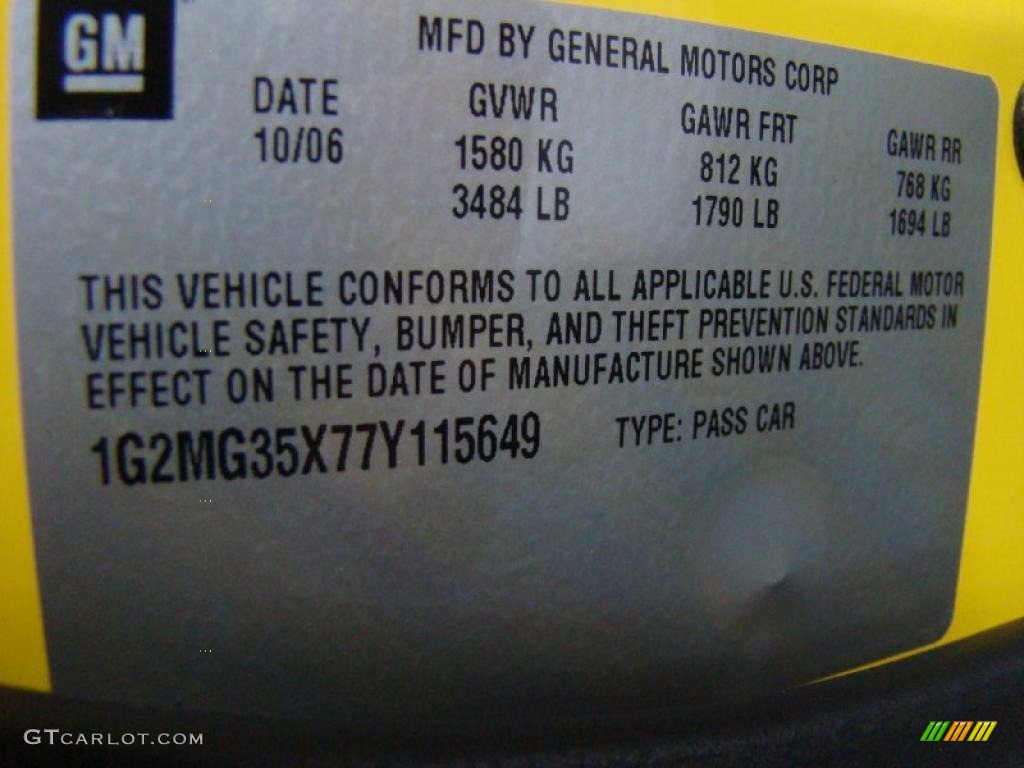 GM
MFD BY GENERAL MOTORS CORP
DATE GVWR GAWR FRT GAWR RR
10/06 1580 KG 812 KG 768 KG
3484 LB 1790 LB 1694 LB
THIS VEHICLE CONFORMS TO ALL APPLICABLE U.S. FEDERAL MOTOR
VEHICLE SAFETY, BUMPER, AND THEFT PREVENTION STANDARDS IN
EFFECT ON THE DATE OF MANUFACTURE SHOWN ABOVE.
1G2MG35X77Y115649 TYPE: PASS CAR
GTCARLOT.COM